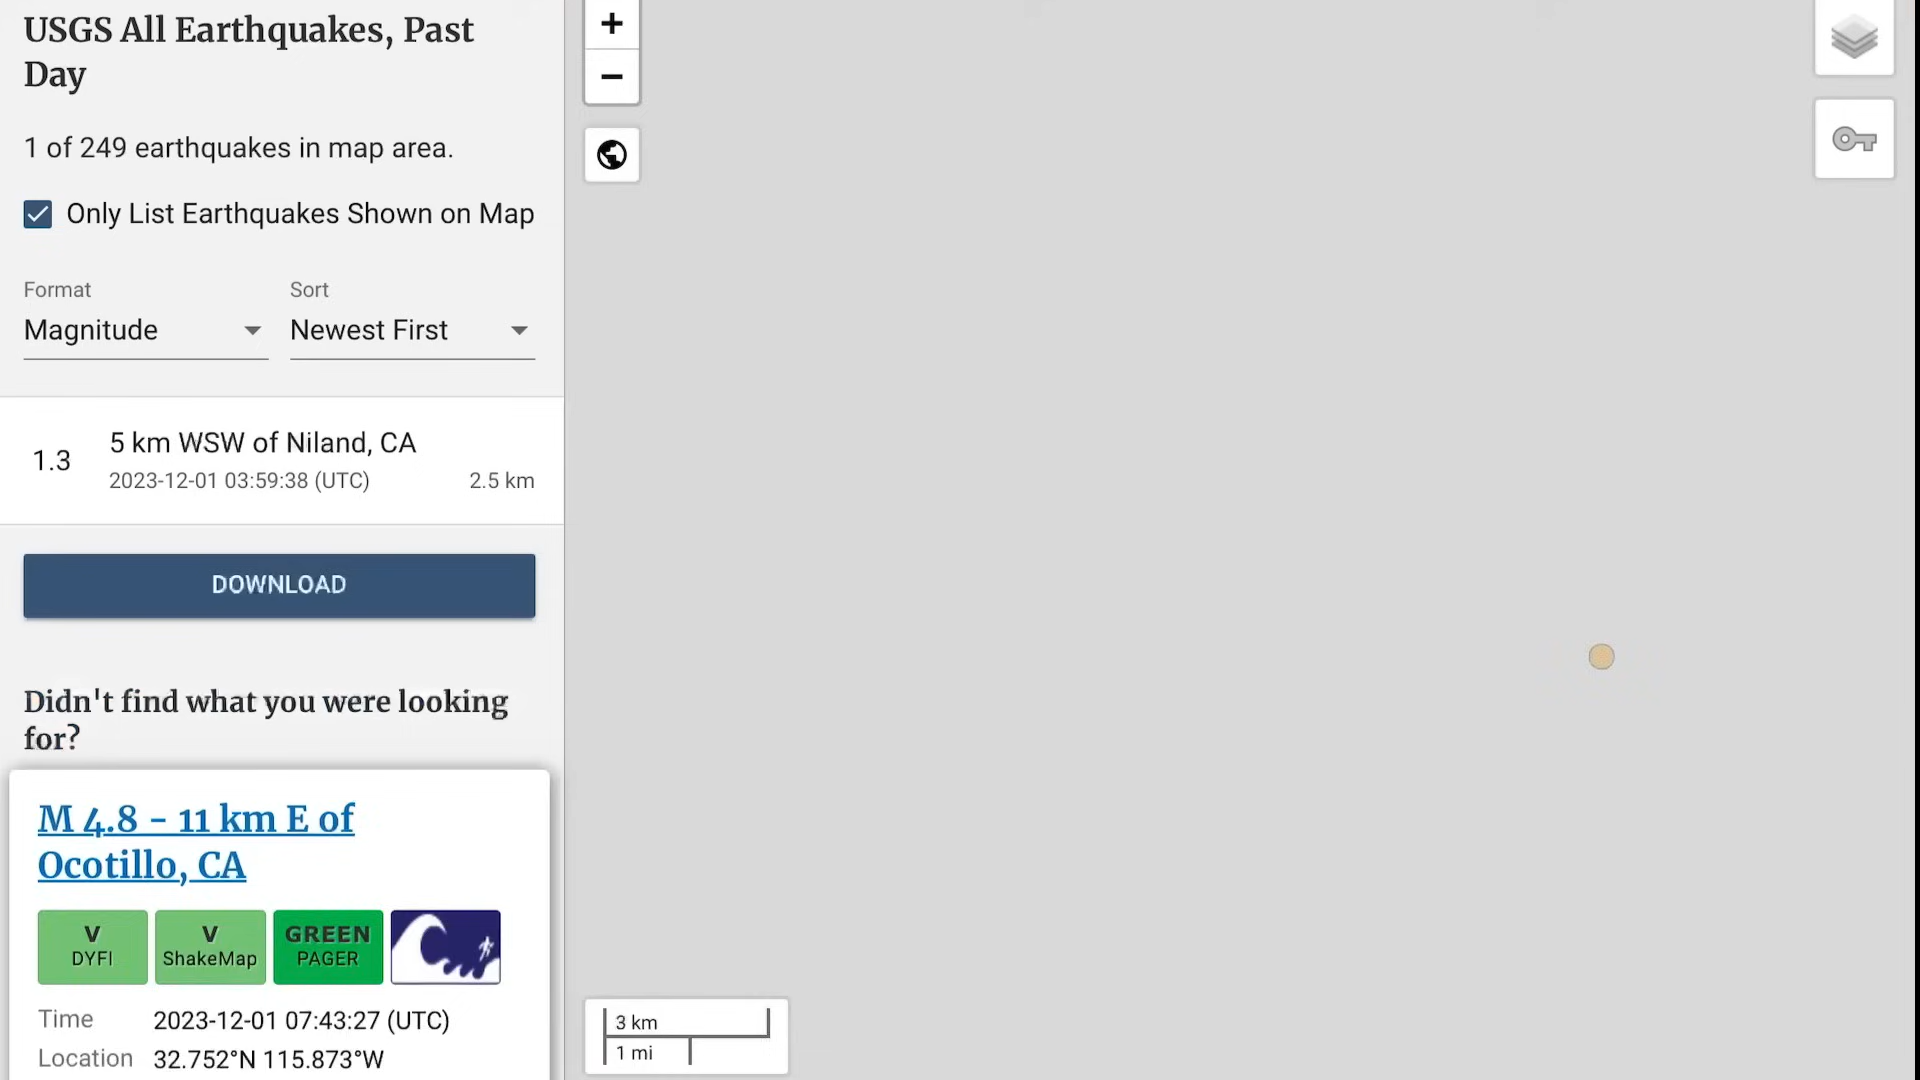 USGS All Earthquakes, Past
Day
1 of 249 earthquakes in map area.
Only List Earthquakes Shown on Map
Format
Sort
Magnitude
Newest First
1.3
5 km WSW of Niland, CA
2023-12-01 03:59:38 (UTC)
2.5 km
DOWNLOAD
Didn't find what you were looking
for?
M 4.8 - 11 km E of
Ocotillo, CA
V
DYFI
V
ShakeMap
GREEN
PAGER
Time
2023-12-01 07:43:27 (UTC)
Location
32.752°N 115.873°W
+
−
3 km
1 mi